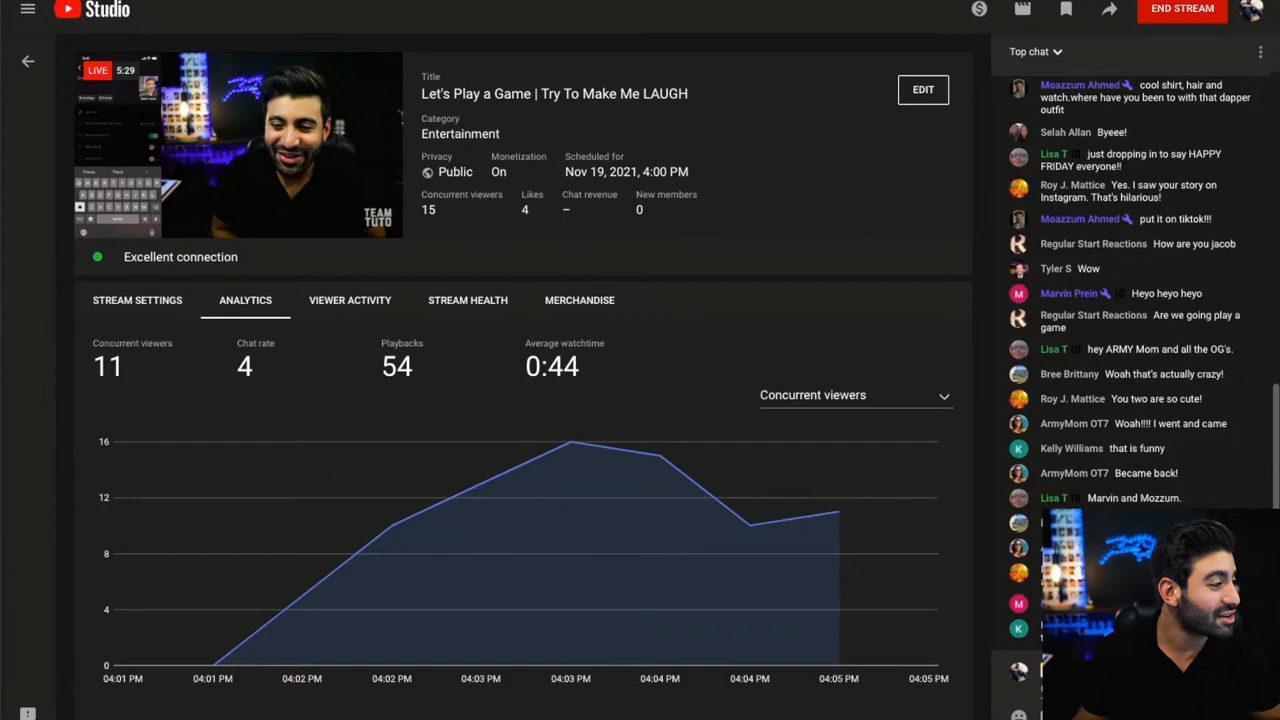 Studio
END STREAM
LIVE 5:29
TEAM
TUTO
Title
Let's Play a Game | Try To Make Me LAUGH
EDIT
Category
Entertainment
Privacy
Monetization
Scheduled for
Public
On
Nov 19, 2021, 4:00 PM
Concurrent viewers
Likes
Chat revenue
New members
15
4
–
0
Excellent connection
STREAM SETTINGS
ANALYTICS
VIEWER ACTIVITY
STREAM HEALTH
MERCHANDISE
Concurrent viewers
Chat rate
Playbacks
Average watchtime
11
4
54
0:44
Concurrent viewers
16
12
8
4
0
04:01 PM
04:01 PM
04:02 PM
04:02 PM
04:03 PM
04:03 PM
04:04 PM
04:04 PM
04:05 PM
04:05 PM
Top chat
Moazzum Ahmed cool shirt, hair and
watch.where have you been to with that dapper
outfit
Selah Allan Byeee!
Lisa T just dropping in to say HAPPY
FRIDAY everyone!!
Roy J. Mattice Yes. I saw your story on
Instagram. That's hilarious!
Moazzum Ahmed put it on tiktok!!!
Regular Start Reactions How are you jacob
Tyler S Wow
M Marvin Prein Heyo heyo heyo
Regular Start Reactions Are we going play a
game
Lisa T hey ARMY Mom and all the OG's.
Bree Brittany Woah that's actually crazy!
Roy J. Mattice You two are so cute!
ArmyMom OT7 Woah!!!! I went and came
K Kelly Williams that is funny
ArmyMom OT7 Became back!
Lisa T Marvin and Mozzum.
M
K